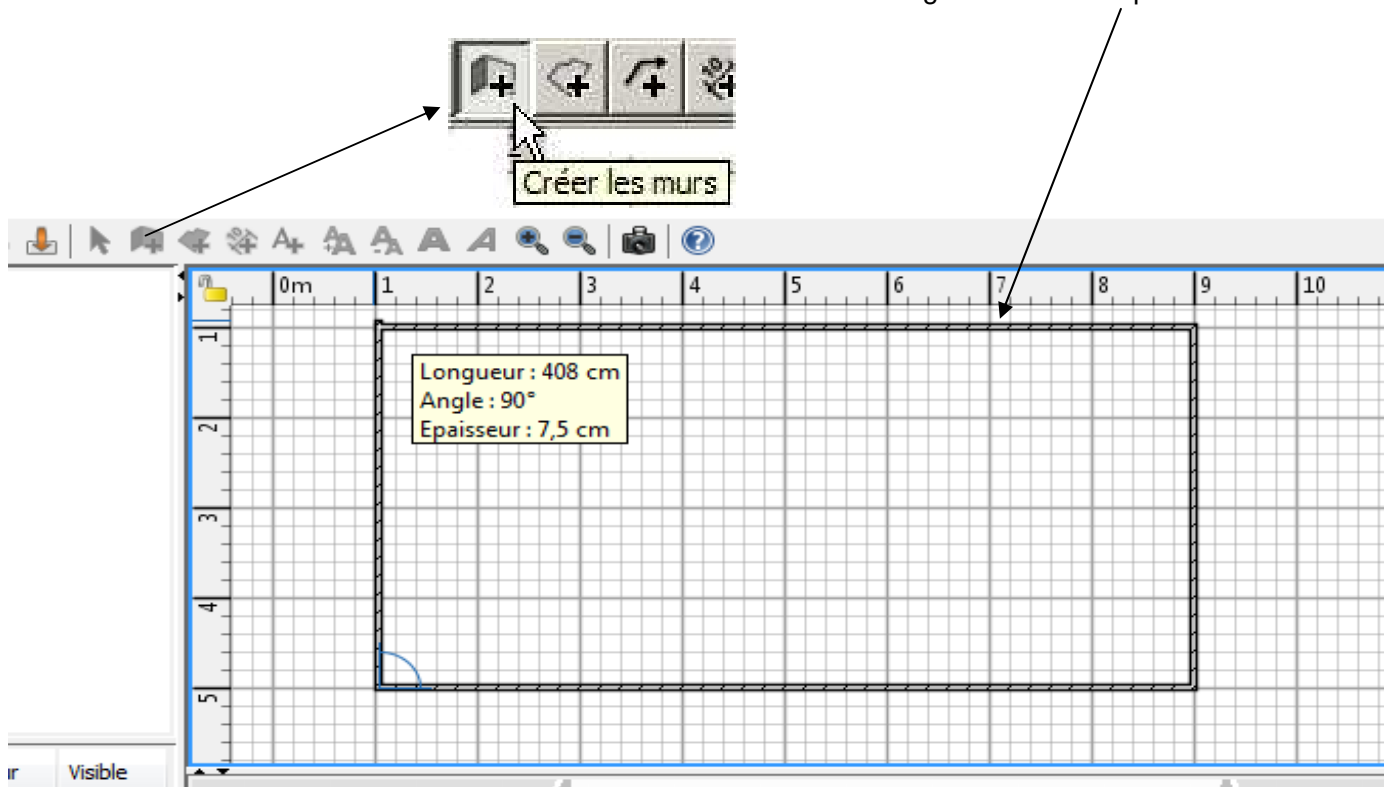 Créer les murs
0m 1 2 3 4 5 6 7 8 9 10
Longueur : 408 cm
Angle : 90°
Epaisseur : 7,5 cm
1
2
3
4
5
Visible